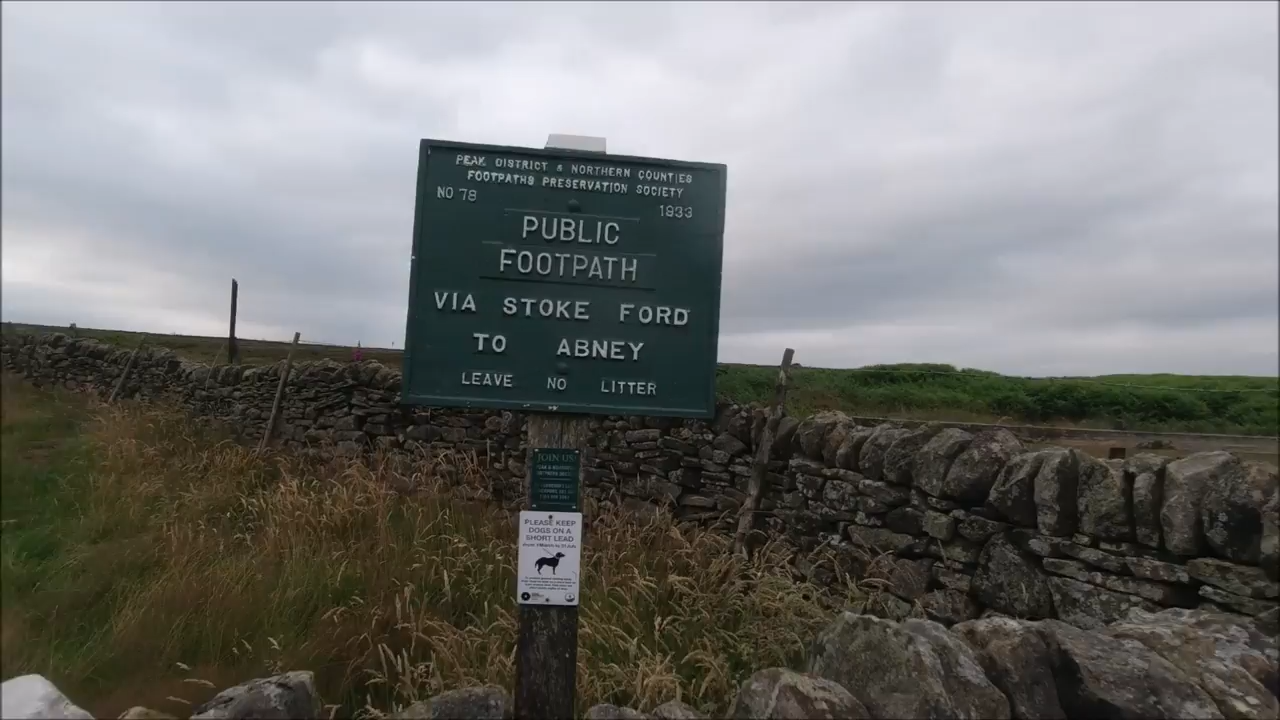 PEAK DISTRICT & NORTHERN COUNTIES
FOOTPATHS PRESERVATION SOCIETY
NO 78 1933
PUBLIC
FOOTPATH
VIA STOKE FORD
TO ABNEY
LEAVE NO LITTER
JOIN US!
PLEASE KEEP
DOGS ON A
SHORT LEAD